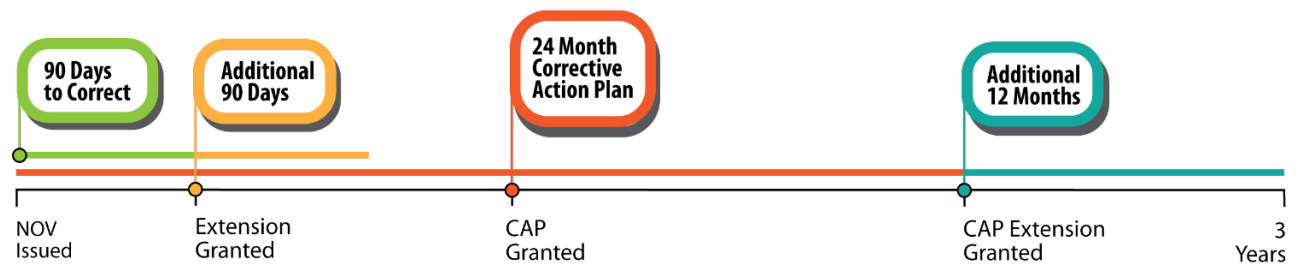 90 Days
to Correct
Additional
90 Days
24 Month
Corrective
Action Plan
Additional
12 Months
NOV
Issued
Extension
Granted
CAP
Granted
CAP Extension
Granted
3
Years